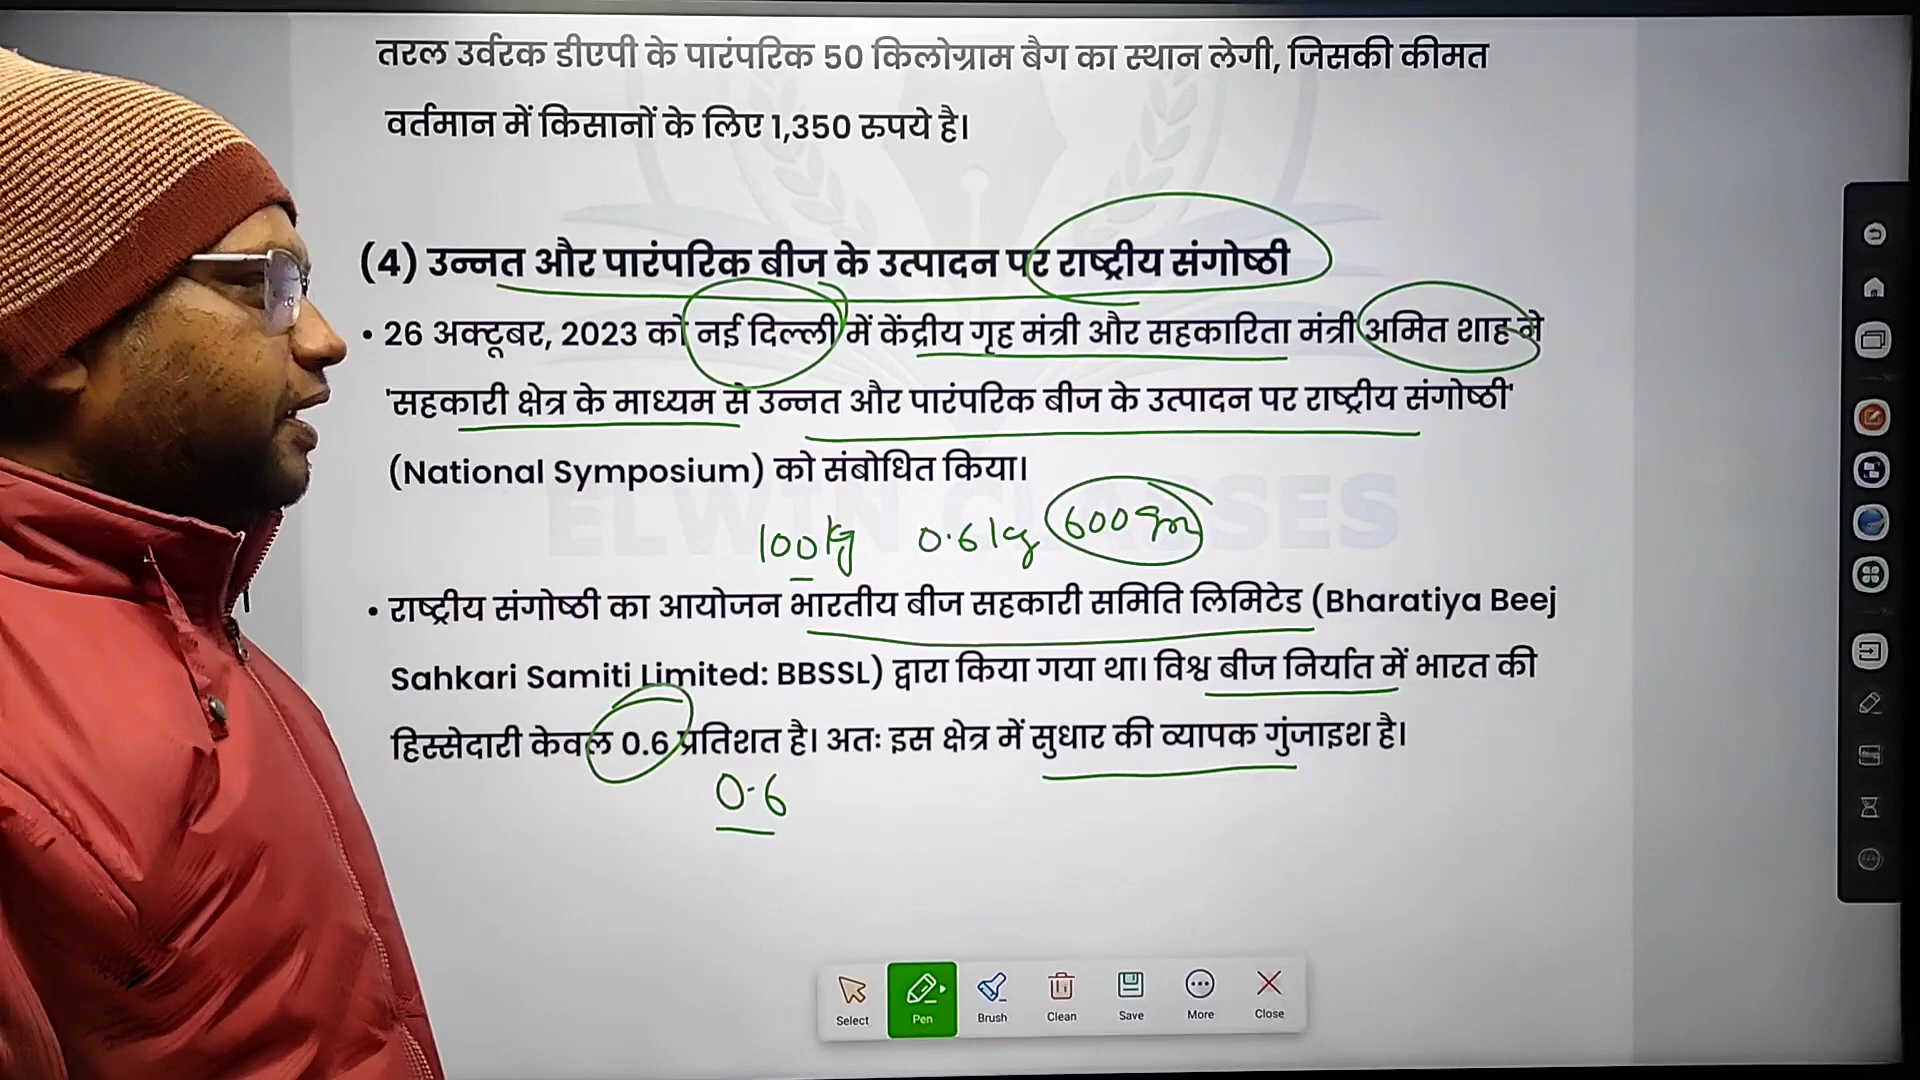 तरल उर्वरक डीएपी के पारंपरिक 50 किलोग्राम बैग का स्थान लेगी, जिसकी कीमत
वर्तमान में किसानों के लिए 1,350 रुपये है।
(4) उन्नत और पारंपरिक बीज के उत्पादन पर राष्ट्रीय संगोष्ठी
• 26 अक्टूबर, 2023 को नई दिल्ली में केंद्रीय गृह मंत्री और सहकारिता मंत्री अमित शाह ने
'सहकारी क्षेत्र के माध्यम से उन्नत और पारंपरिक बीज के उत्पादन पर राष्ट्रीय संगोष्ठी'
(National Symposium) को संबोधित किया।
ELWIN CLASSES
100kg 0.6kg 600gm
• राष्ट्रीय संगोष्ठी का आयोजन भारतीय बीज सहकारी समिति लिमिटेड (Bharatiya Beej
Sahkari Samiti Limited: BBSSL) द्वारा किया गया था। विश्व बीज निर्यात में भारत की
हिस्सेदारी केवल 0.6 प्रतिशत है। अतः इस क्षेत्र में सुधार की व्यापक गुंजाइश है।
0.6
Select Pen Brush Clean Save More Close